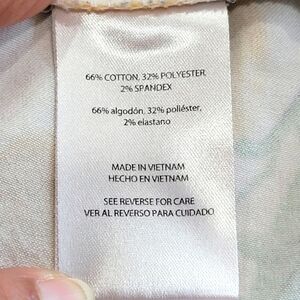 66% COTTON, 32% POLYESTER
2% SPANDEX
66% algodón, 32% poliéster,
2% elastano
MADE IN VIETNAM
HECHO EN VIETNAM
SEE REVERSE FOR CARE
VER AL REVERSO PARA CUIDADO